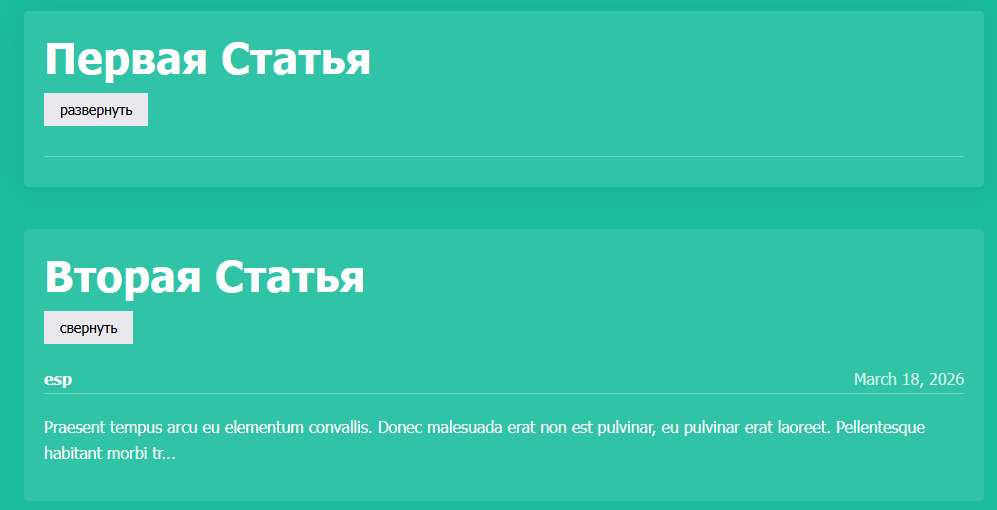 Первая Статья
развернуть
Вторая Статья
свернуть
esp March 18, 2026
Praesent tempus arcu eu elementum convallis. Donec malesuada erat non est pulvinar, eu pulvinar erat laoreet. Pellentesque
habitant morbi tr...